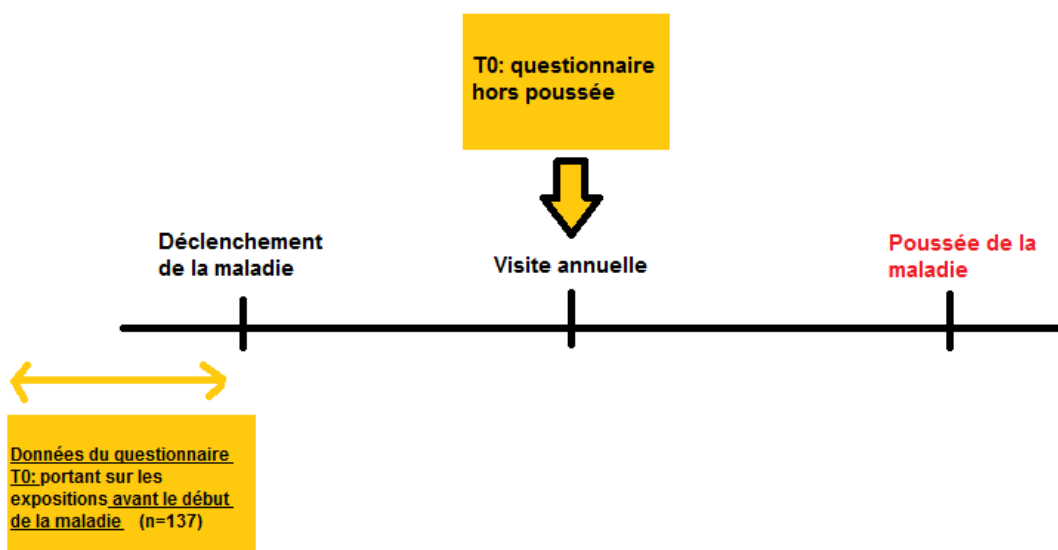 T0: questionnaire
hors poussée
Déclenchement
de la maladie
Visite annuelle
Poussée de la
maladie
Données du questionnaire
T0: portant sur les
expositions avant le début
de la maladie (n=137)